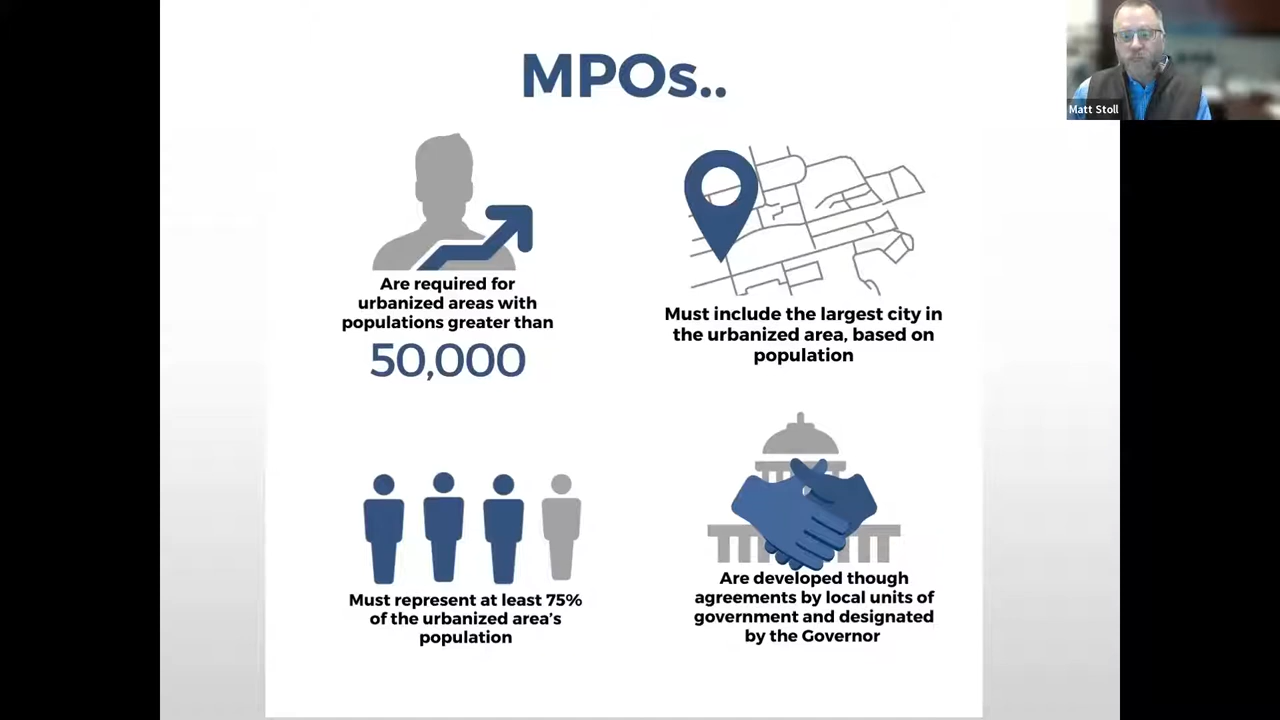 MPOs..
Are required for
urbanized areas with
populations greater than
50,000
Must include the largest city in
the urbanized area, based on
population
Must represent at least 75%
of the urbanized area's
population
Are developed though
agreements by local units of
government and designated
by the Governor
Matt Stoll